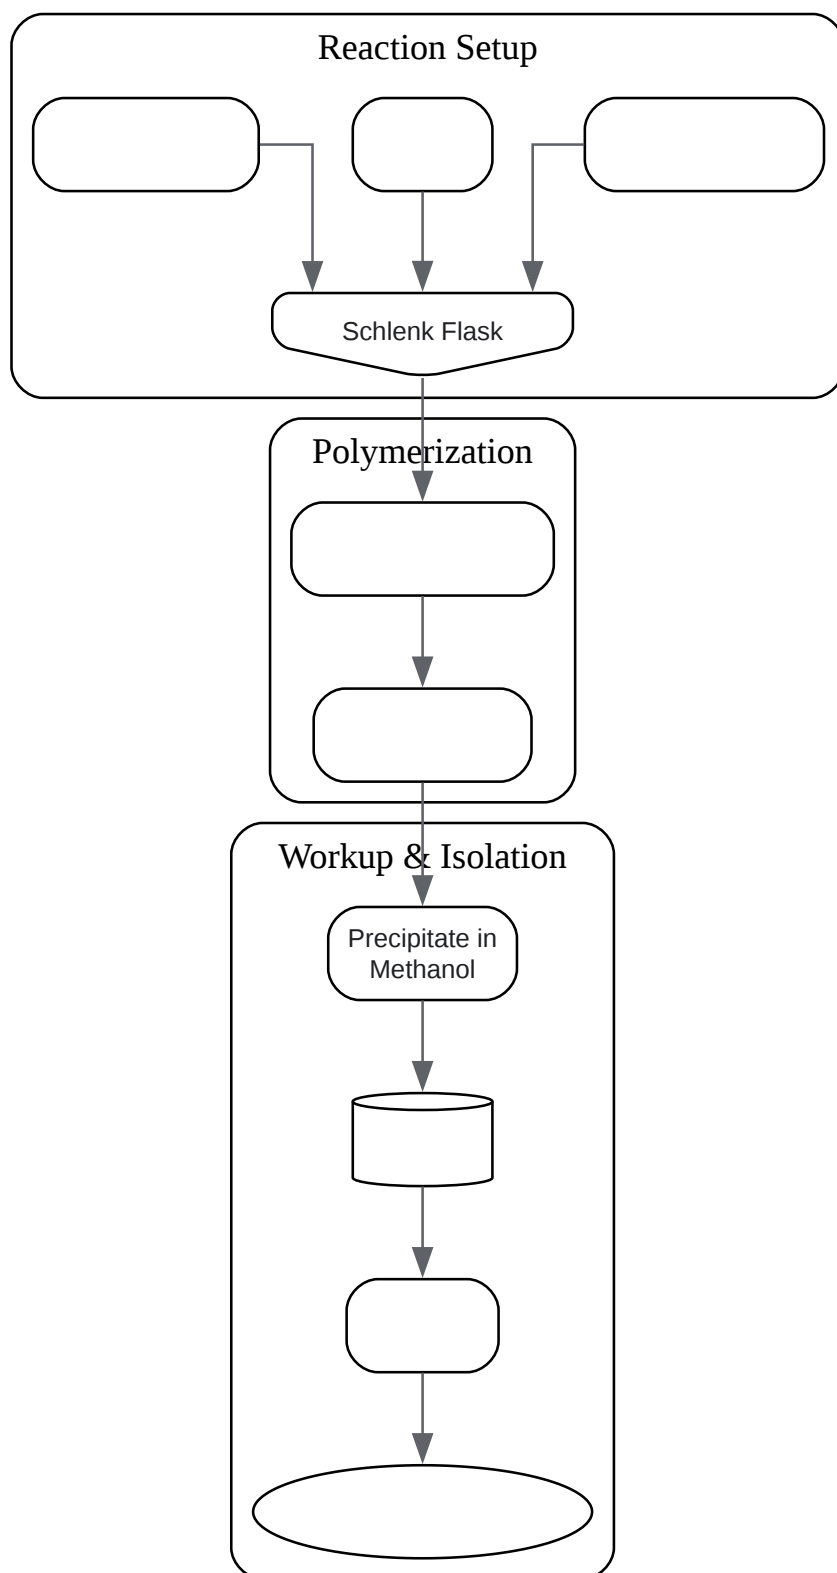 Reaction Setup
Schlenk Flask
Polymerization
Workup & Isolation
Precipitate in
Methanol